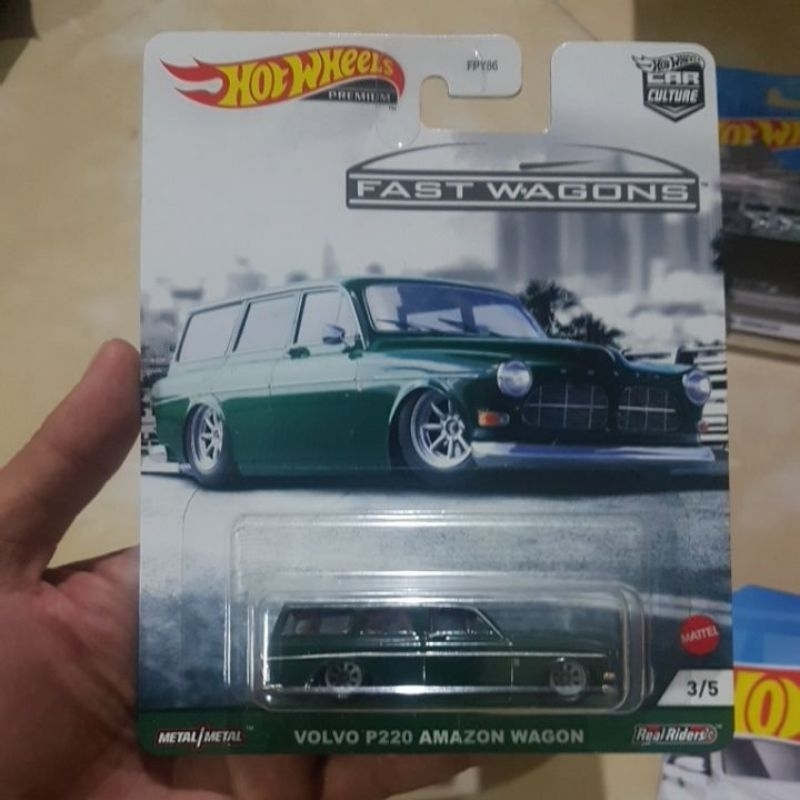 HOT WHEELS
PREMIUM
FPY86
HOT WHEELS
CAR
CULTURE
FAST WAGONS
MATTEL
3/5
METAL/METAL™
VOLVO P220 AMAZON WAGON
Real Riders